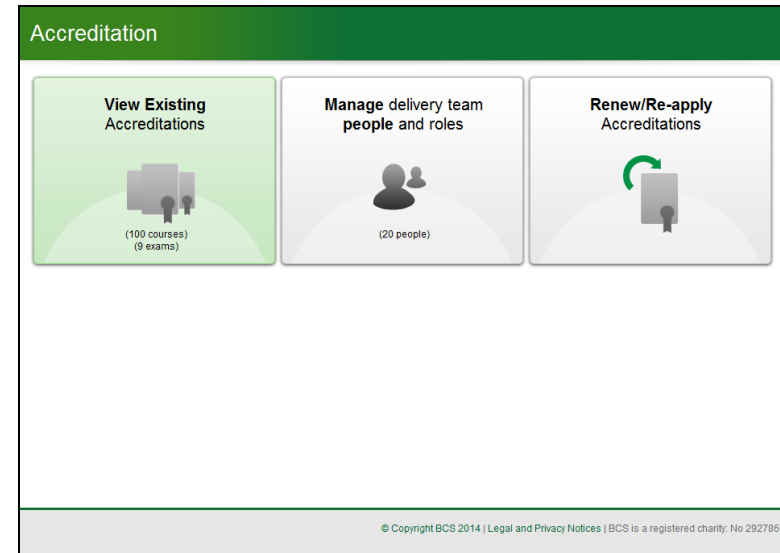 Accreditation
View Existing
Accreditations
(100 courses)
(9 exams)
Manage delivery team
people and roles
(20 people)
Renew/Re-apply
Accreditations
© Copyright BCS 2014 | Legal and Privacy Notices | BCS is a registered charity: No 292786